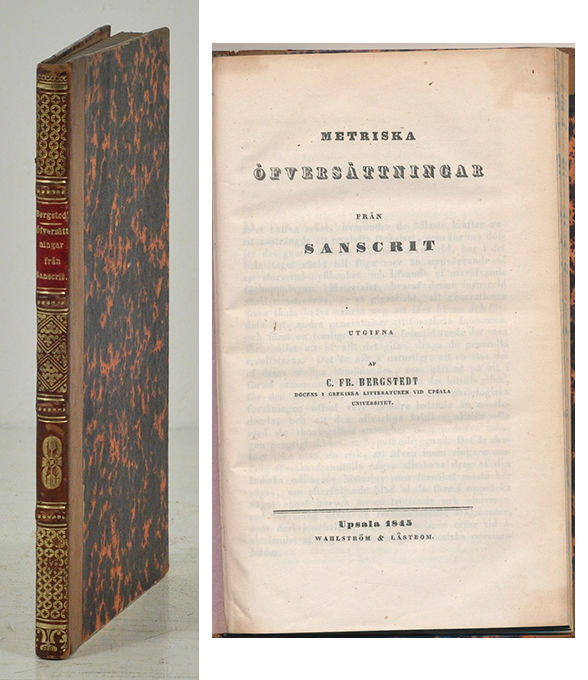 Bergstedt
Öfversätt
ningar
från
Sanscrit.
METRISKA
ÖFVERSÄTTNINGAR
FRÅN
SANSCRIT
UTGIFNA
AF
C. FR. BERGSTEDT
DOCENS I GREKISKA LITTERATUREN VID UPSALA
UNIVERSITET.
Upsala 1845
WAHLSTRÖM & LÅSTBOM.